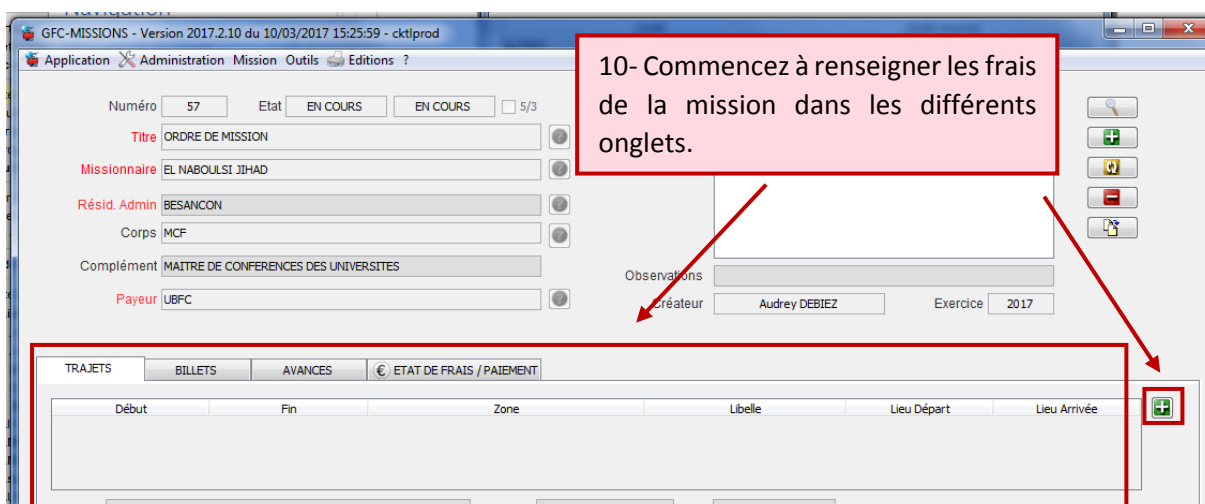 Navigation
GFC-MISSIONS - Version 2017.2.10 du 10/03/2017 15:25:59 - cktlprod
Application Administration Mission Outils Editions ?
10- Commencez à renseigner les frais
de la mission dans les différents
onglets.
Numéro 57 Etat EN COURS EN COURS 5/3
Titre ORDRE DE MISSION
Missionnaire EL NABOULSI JIHAD
Résid. Admin BESANCON
Corps MCF
Complément MAITRE DE CONFERENCES DES UNIVERSITES
Observations
Payeur UBFC
Créateur Audrey DEBIEZ Exercice 2017
TRAJETS BILLETS AVANCES € ETAT DE FRAIS / PAIEMENT
Début Fin Zone Libelle Lieu Départ Lieu Arrivée